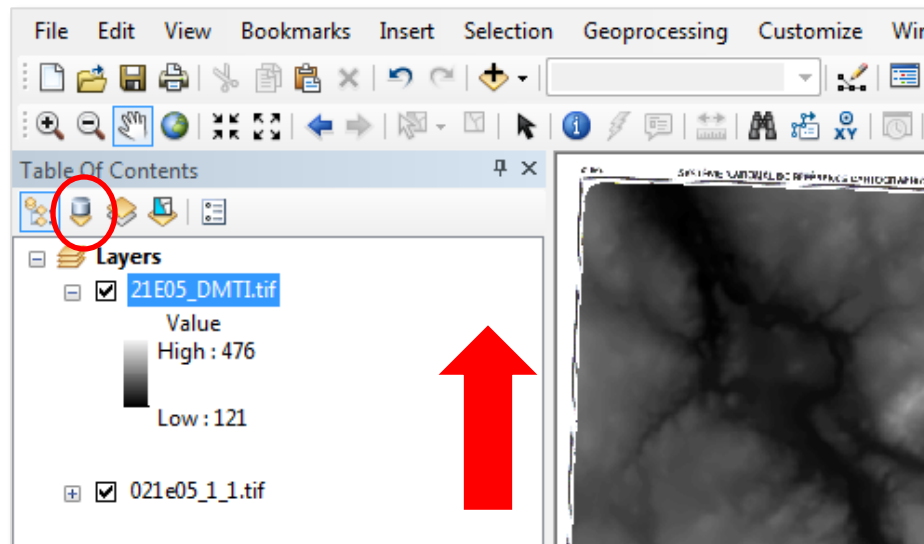 File Edit View Bookmarks Insert Selection Geoprocessing Customize
XY
Table Of Contents
Layers
21E05_DMTI.tif
Value
High : 476
Low : 121
021e05_1_1.tif